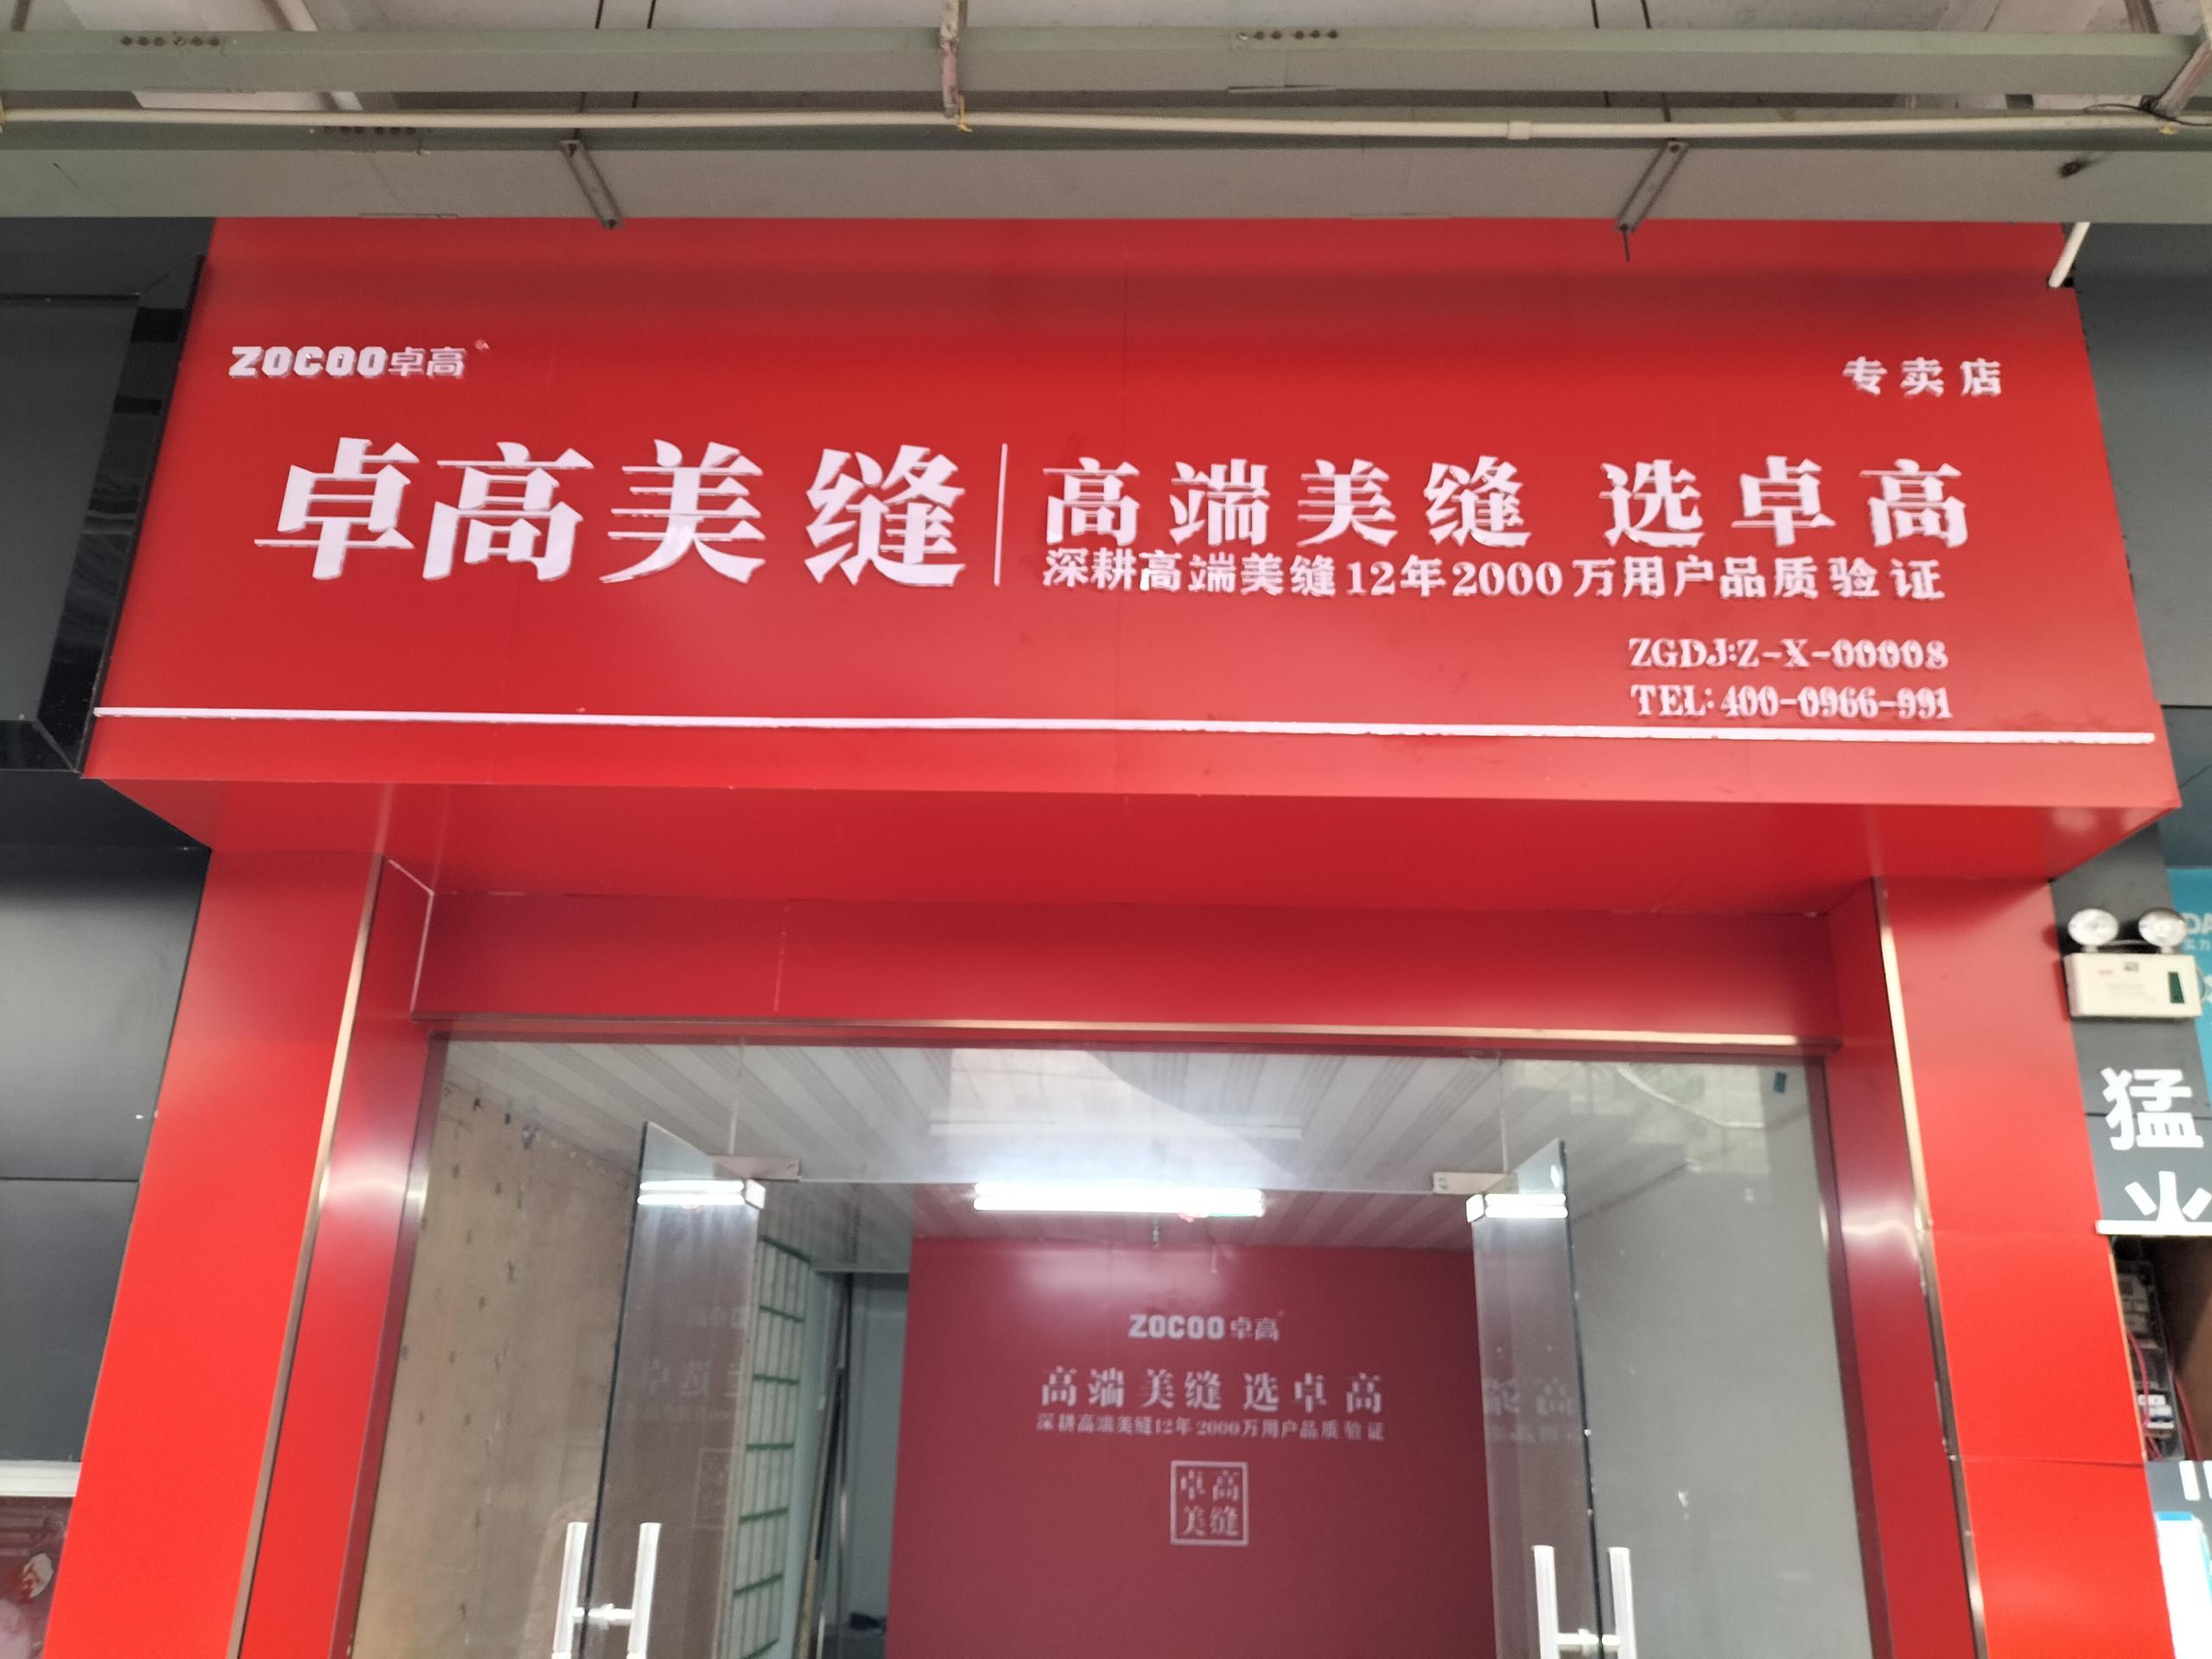 ZOCOO卓高
专卖店
卓高美缝
高端美缝 选卓高
深耕高端美缝12年2000万用户品质验证
ZGDJ:Z-X-00008
TEL:400-0966-991
猛
火
ZOCOO卓高
高端美缝 选卓高
深耕高端美缝12年2000万用户品质验证
卓高
美缝